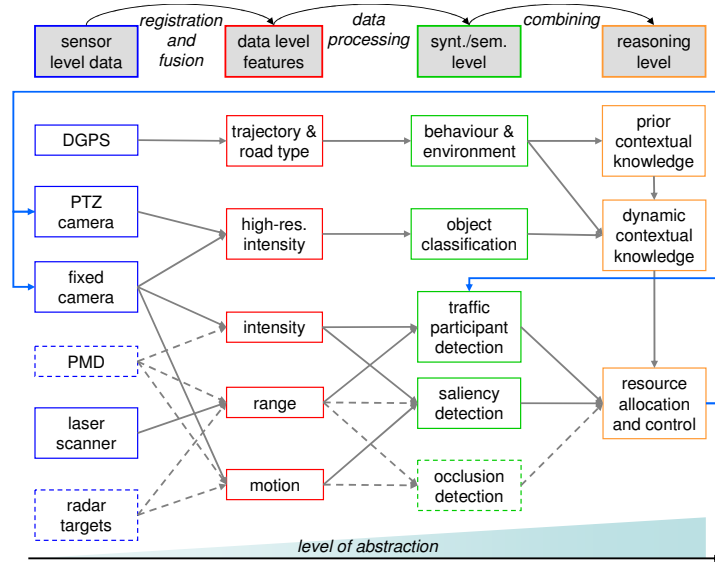 registration
and
fusion
data
processing
combining
sensor
level data
data level
features
synt./sem.
level
reasoning
level
DGPS
trajectory &
road type
behaviour &
environment
prior
contextual
knowledge
PTZ
camera
high-res.
intensity
object
classification
dynamic
contextual
knowledge
fixed
camera
intensity
traffic
participant
detection
PMD
range
saliency
detection
resource
allocation
and control
laser
scanner
motion
occlusion
detection
radar
targets
level of abstraction